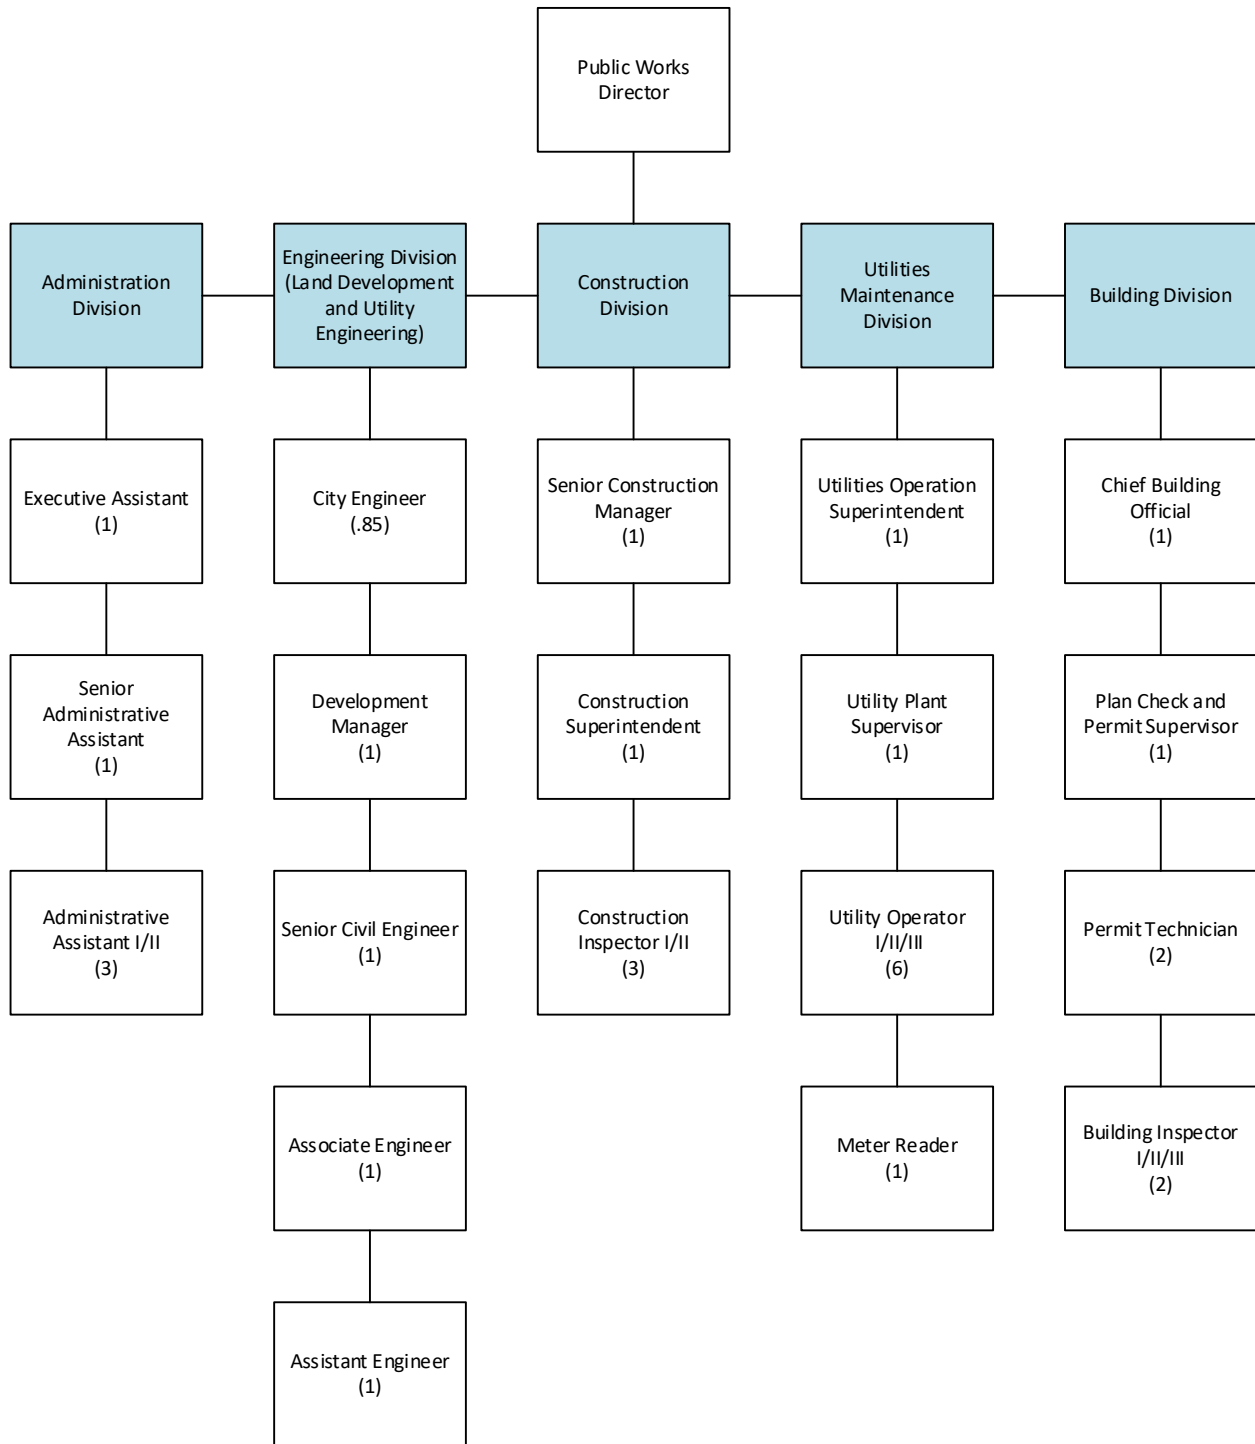 Public Works
Director
Administration
Division
Engineering Division
(Land Development
and Utility
Engineering)
Construction
Division
Utilities
Maintenance
Division
Building Division
Executive Assistant
(1)
City Engineer
(.85)
Senior Construction
Manager
(1)
Utilities Operation
Superintendent
(1)
Chief Building
Official
(1)
Senior
Administrative
Assistant
(1)
Development
Manager
(1)
Construction
Superintendent
(1)
Utility Plant
Supervisor
(1)
Plan Check and
Permit Supervisor
(1)
Administrative
Assistant I/II
(3)
Senior Civil Engineer
(1)
Construction
Inspector I/II
(3)
Utility Operator
I/II/III
(6)
Permit Technician
(2)
Associate Engineer
(1)
Meter Reader
(1)
Building Inspector
I/II/III
(2)
Assistant Engineer
(1)